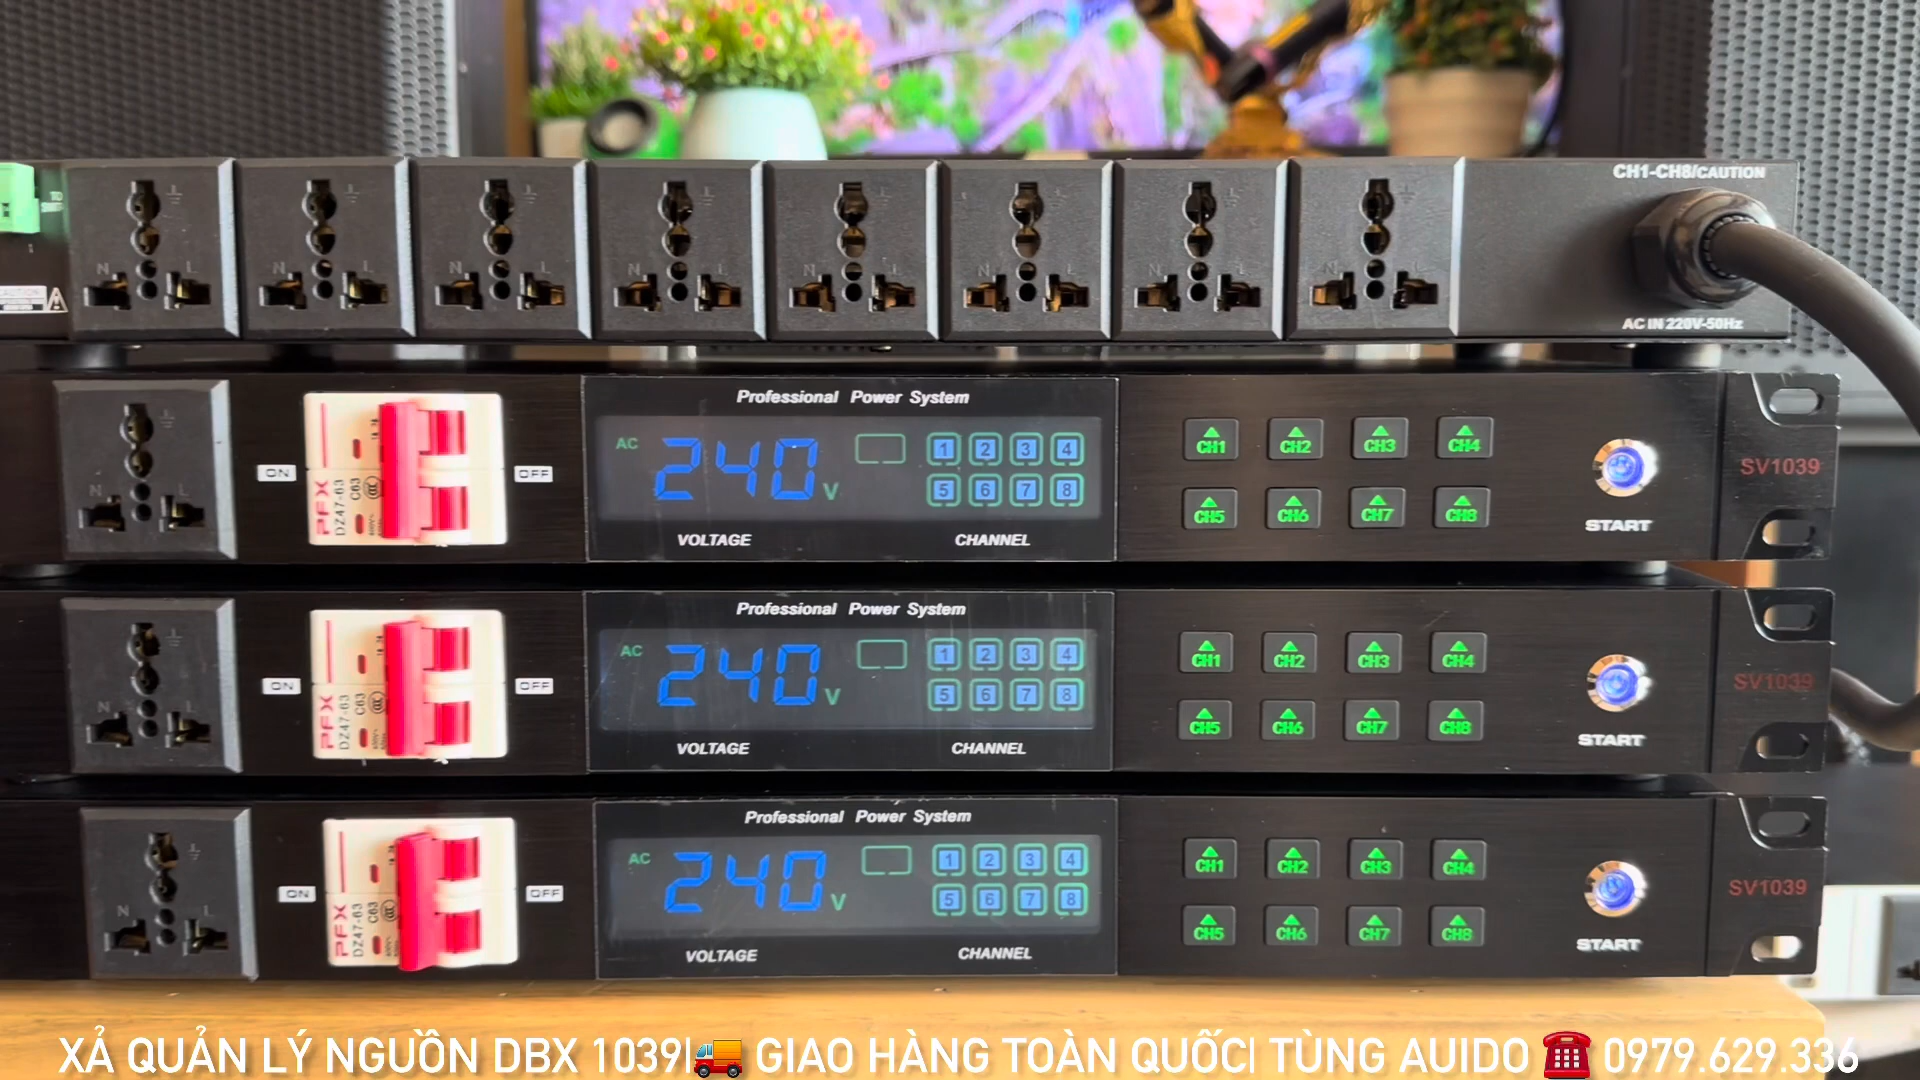 CH1-CH8/CAUTION
TO
CAUTION
N L N L N L N L N L N L N L N L
AC IN 220V-50Hz
N L
ON
PFX
DZ47-63
C63
OFF
Professional Power System
AC 240 V
1 2 3 4
5 6 7 8
VOLTAGE CHANNEL
CH1 CH2 CH3 CH4
CH5 CH6 CH7 CH8
START
SV1039
N L
ON
PFX
DZ47-63
C63
OFF
Professional Power System
AC 240 V
1 2 3 4
5 6 7 8
VOLTAGE CHANNEL
CH1 CH2 CH3 CH4
CH5 CH6 CH7 CH8
START
SV1039
N L
ON
PFX
DZ47-63
C63
OFF
Professional Power System
AC 240 V
1 2 3 4
5 6 7 8
VOLTAGE CHANNEL
CH1 CH2 CH3 CH4
CH5 CH6 CH7 CH8
START
SV1039
XẢ QUẢN LÝ NGUỒN DBX 1039|🚚 GIAO HÀNG TOÀN QUỐC| TÙNG AUIDO ☎️ 0979.629.336